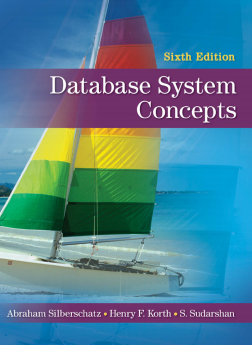 Sixth Edition
Database System
Concepts
Abraham Silberschatz • Henry F. Korth • S. Sudarshan